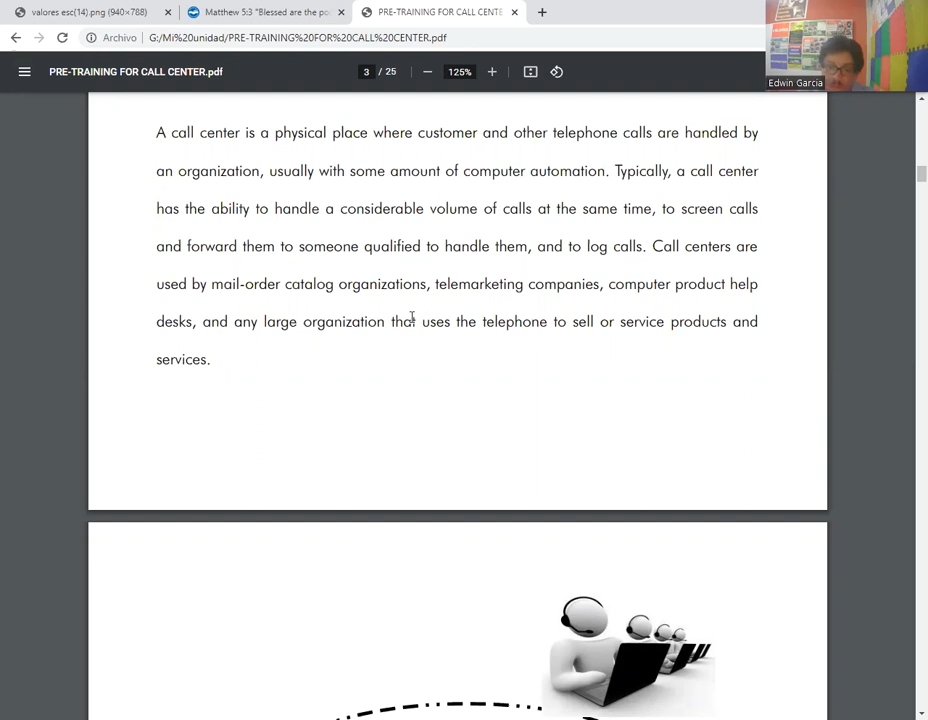 valores esc(14).png (940×788)
Matthew 5:3 "Blessed are the po
PRE-TRAINING FOR CALL CENTE
Archivo
G:/Mi%20unidad/PRE-TRAINING%20FOR%20CALL%20CENTER.pdf
PRE-TRAINING FOR CALL CENTER.pdf
3 / 25
125%
Edwin Garcia
A call center is a physical place where customer and other telephone calls are handled by
an organization, usually with some amount of computer automation. Typically, a call center
has the ability to handle a considerable volume of calls at the same time, to screen calls
and forward them to someone qualified to handle them, and to log calls. Call centers are
used by mail-order catalog organizations, telemarketing companies, computer product help
desks, and any large organization that uses the telephone to sell or service products and
services.